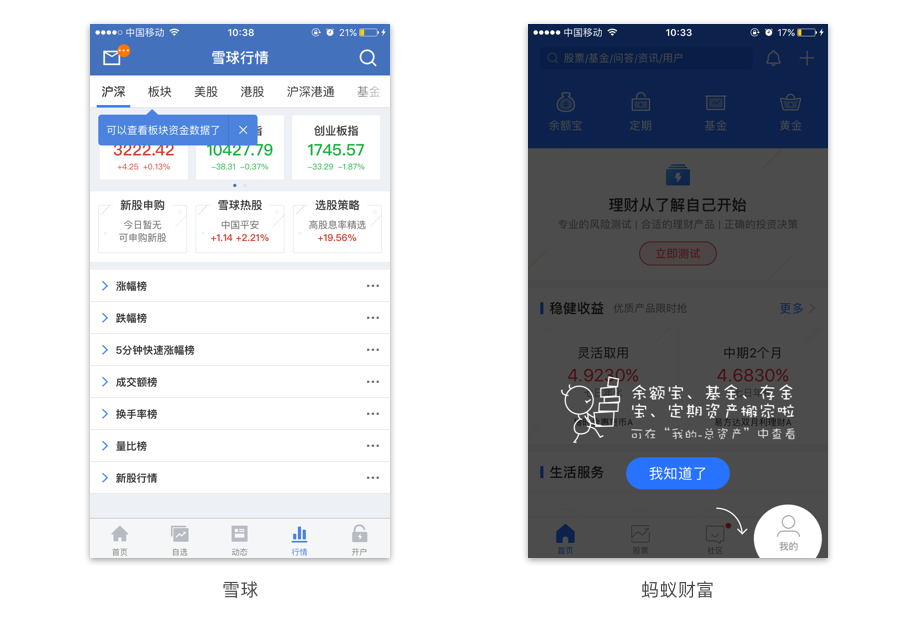 中国移动 10:38 21%
雪球行情
沪深 板块 美股 港股 沪深港通 基金
可以查看板块资金数据了 × 指 创业板指
3222.42 10427.79 1745.57
+4.25 +0.13% -38.31 -0.37% -33.29 -1.87%
新股申购 雪球热股 选股策略
今日暂无 中国平安 高股息率精选
可申购新股 +1.14 +2.21% +19.56%
涨幅榜
跌幅榜
5分钟快速涨幅榜
成交额榜
换手率榜
量比榜
新股行情
首页 自选 动态 行情 开户
雪球
中国移动 10:33 17%
股票/基金/问答/资讯/用户
余额宝 定期 基金 黄金
理财从了解自己开始
专业的风险测试 | 合适的理财产品 | 正确的投资决策
立即测试
稳健收益 优质产品限时抢 更多
灵活取用 中期2个月
4.9230% 4.6830%
余额宝、基金、存金
宝、定期资产搬家啦
币A 易方达双月利理财A
可在“我的-总资产”中查看
生活服务 我知道了
首页 股票 社区 我的
蚂蚁财富